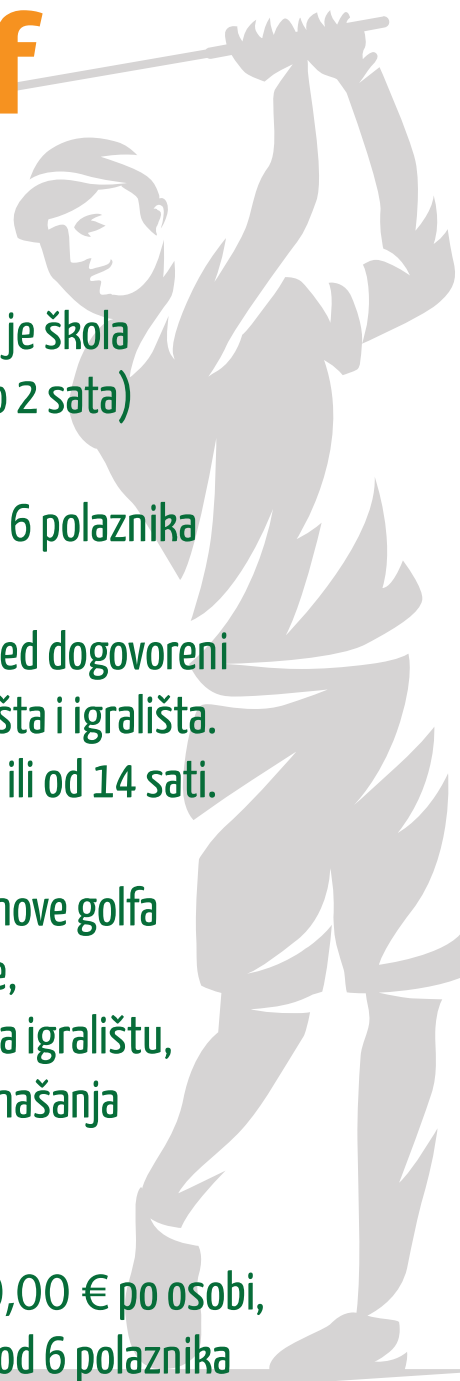 f
je škola
o 2 sata)
6 polaznika
ed dogovoreni
šta i igrališta.
ili od 14 sati.
nove golfa
e,
a igralištu,
našanja
0,00 € po osobi,
od 6 polaznika